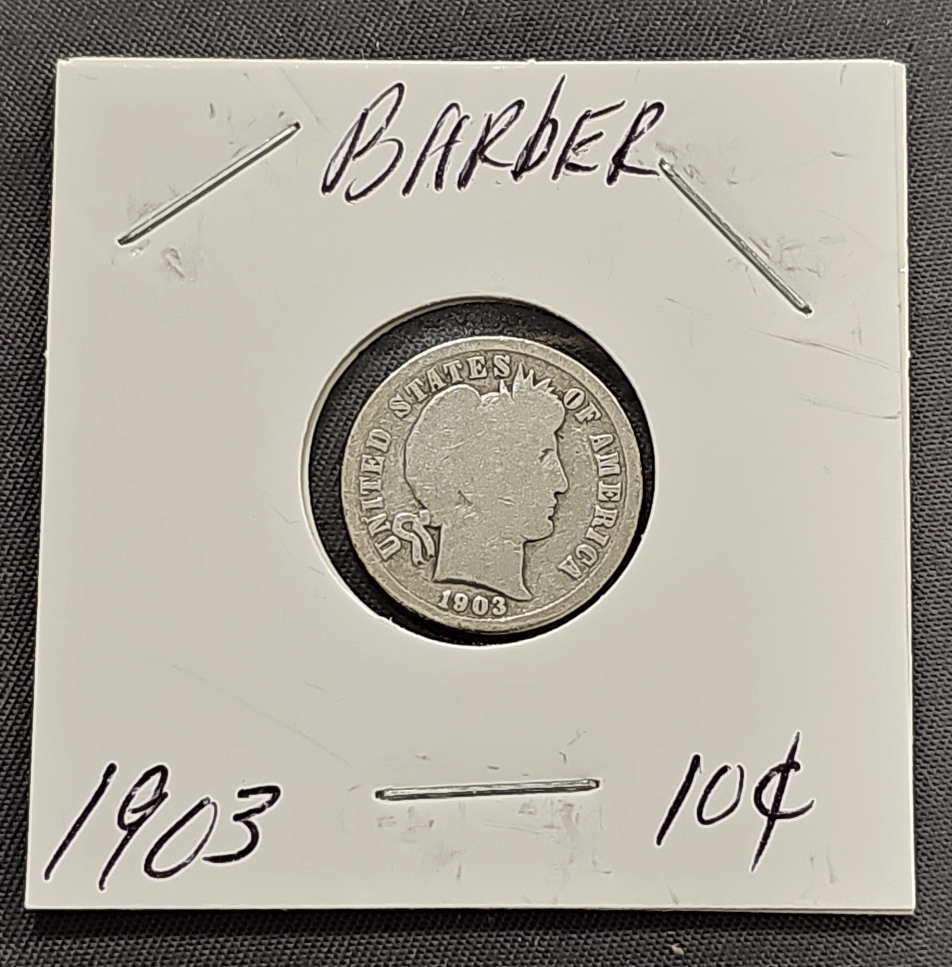 BARbER
UNITED STATES OF AMERICA
1903
1903
10¢